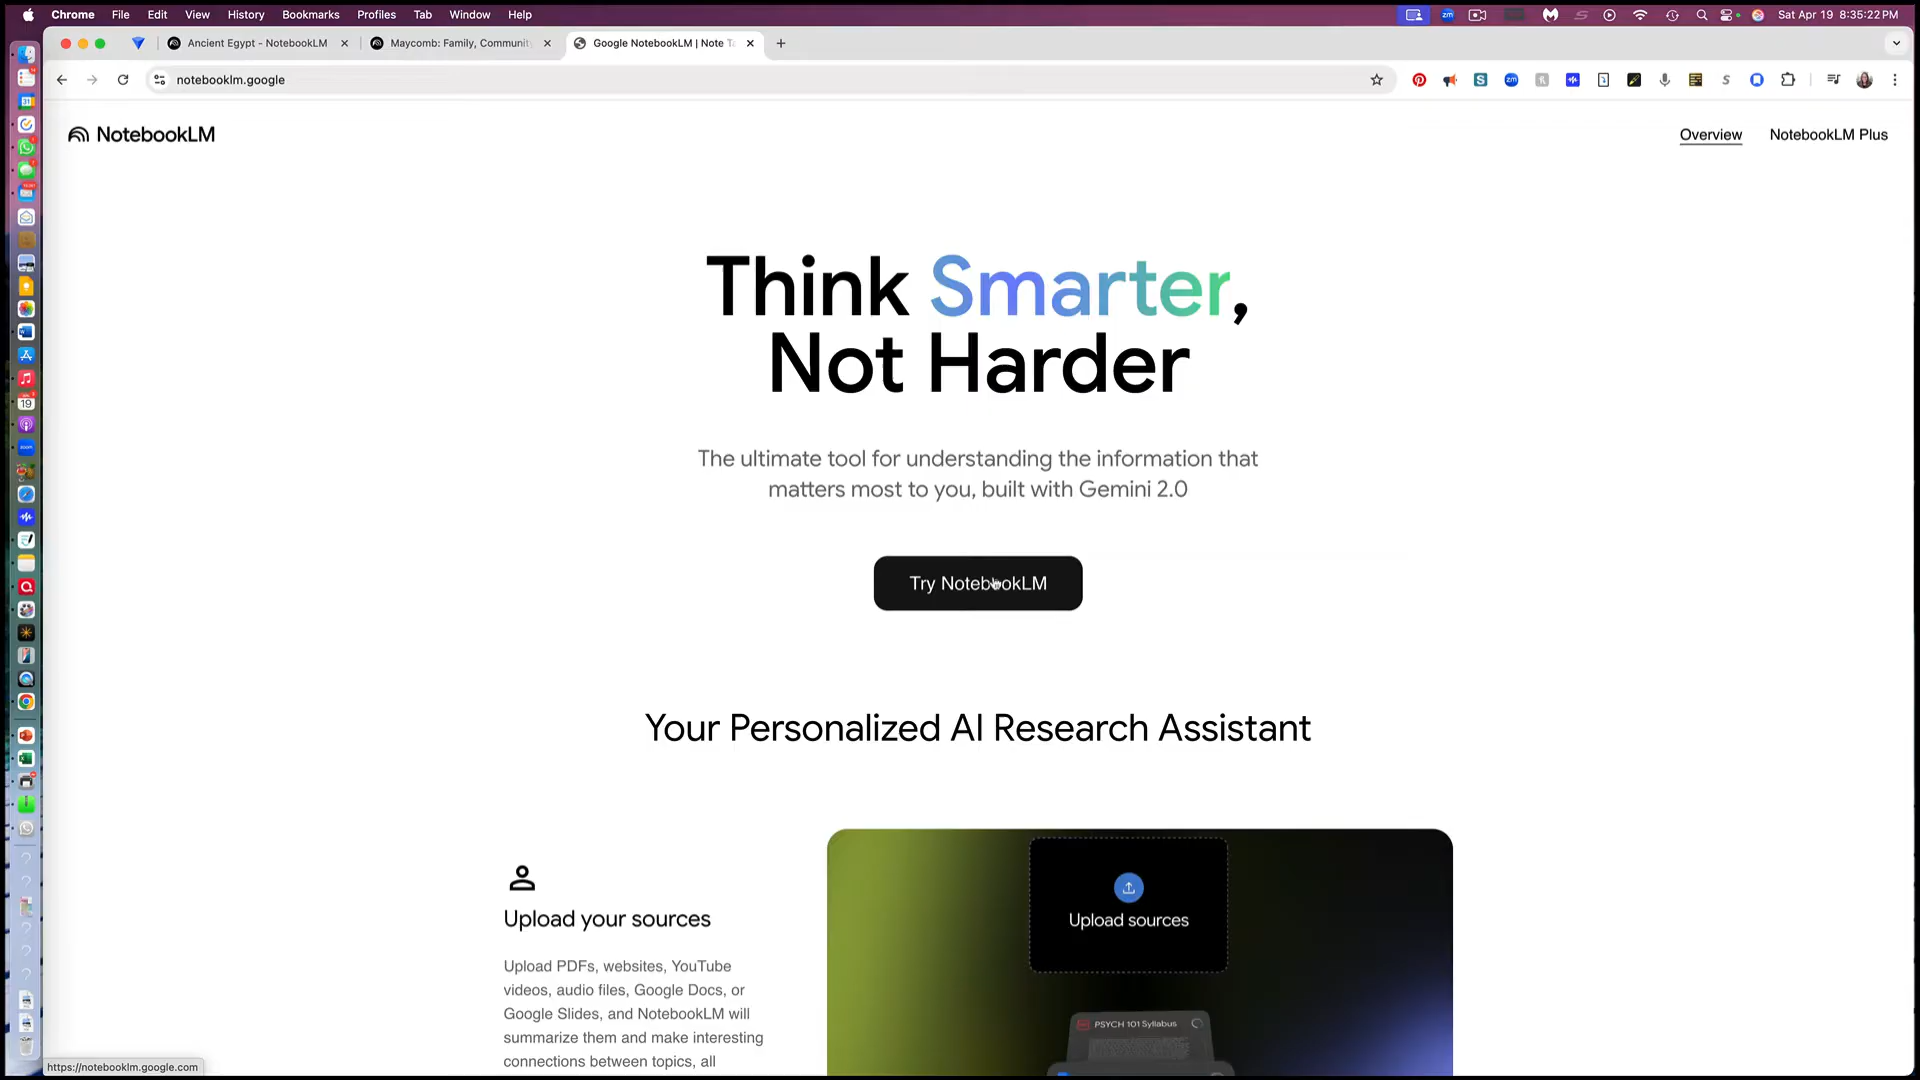 Chrome File Edit View History Bookmarks Profiles Tab Window Help
Sat Apr 19 8:35:22 PM
Ancient Egypt - NotebookLM
Maycomb: Family, Communit
Google NotebookLM | Note Ta
notebooklm.google
NotebookLM
Overview
NotebookLM Plus
Think Smarter,
Not Harder
The ultimate tool for understanding the information that
matters most to you, built with Gemini 2.0
Try NotebookLM
Your Personalized AI Research Assistant
Upload your sources
Upload PDFs, websites, YouTube
videos, audio files, Google Docs, or
Google Slides, and NotebookLM will
summarize them and make interesting
connections between topics, all
Upload sources
PSYCH 101 Syllabus
https://notebooklm.google.com